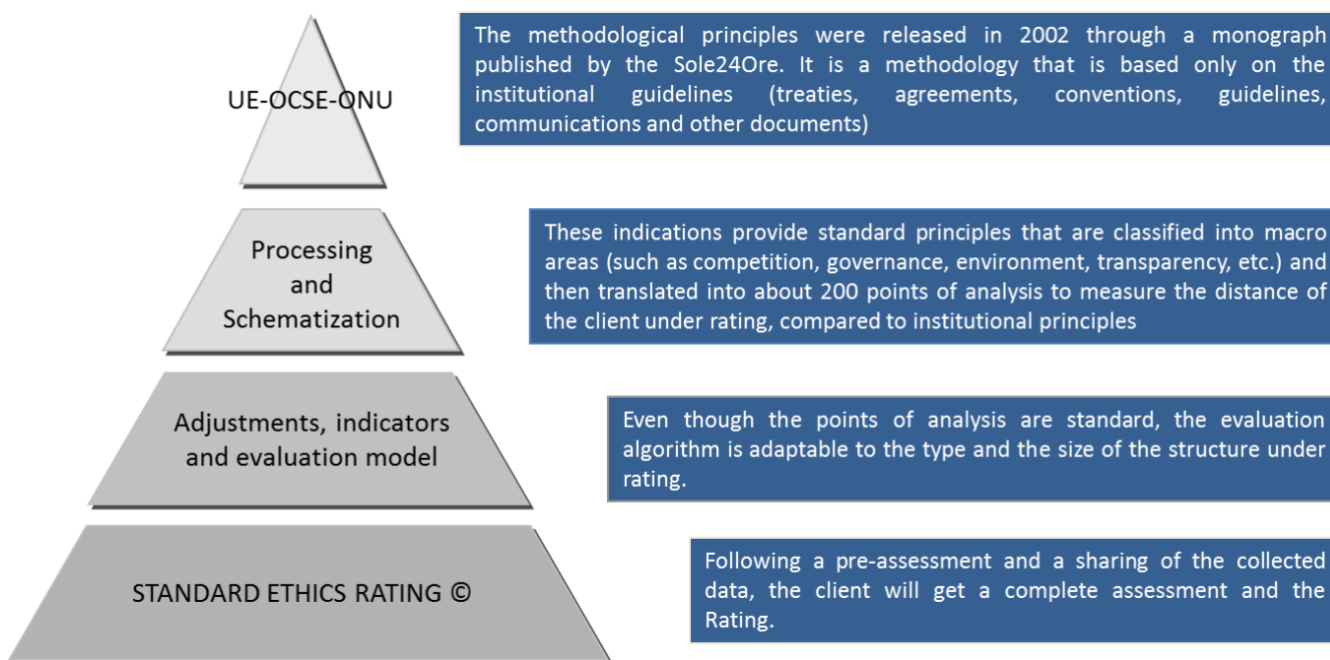 UE-OCSE-ONU
The methodological principles were released in 2002 through a monograph
published by the Sole24Ore. It is a methodology that is based only on the
institutional guidelines (treaties, agreements, conventions, guidelines,
communications and other documents)
Processing
and
Schematization
These indications provide standard principles that are classified into macro
areas (such as competition, governance, environment, transparency, etc.) and
then translated into about 200 points of analysis to measure the distance of
the client under rating, compared to institutional principles
Adjustments, indicators
and evaluation model
Even though the points of analysis are standard, the evaluation
algorithm is adaptable to the type and the size of the structure under
rating.
STANDARD ETHICS RATING ©
Following a pre-assessment and a sharing of the collected
data, the client will get a complete assessment and the
Rating.